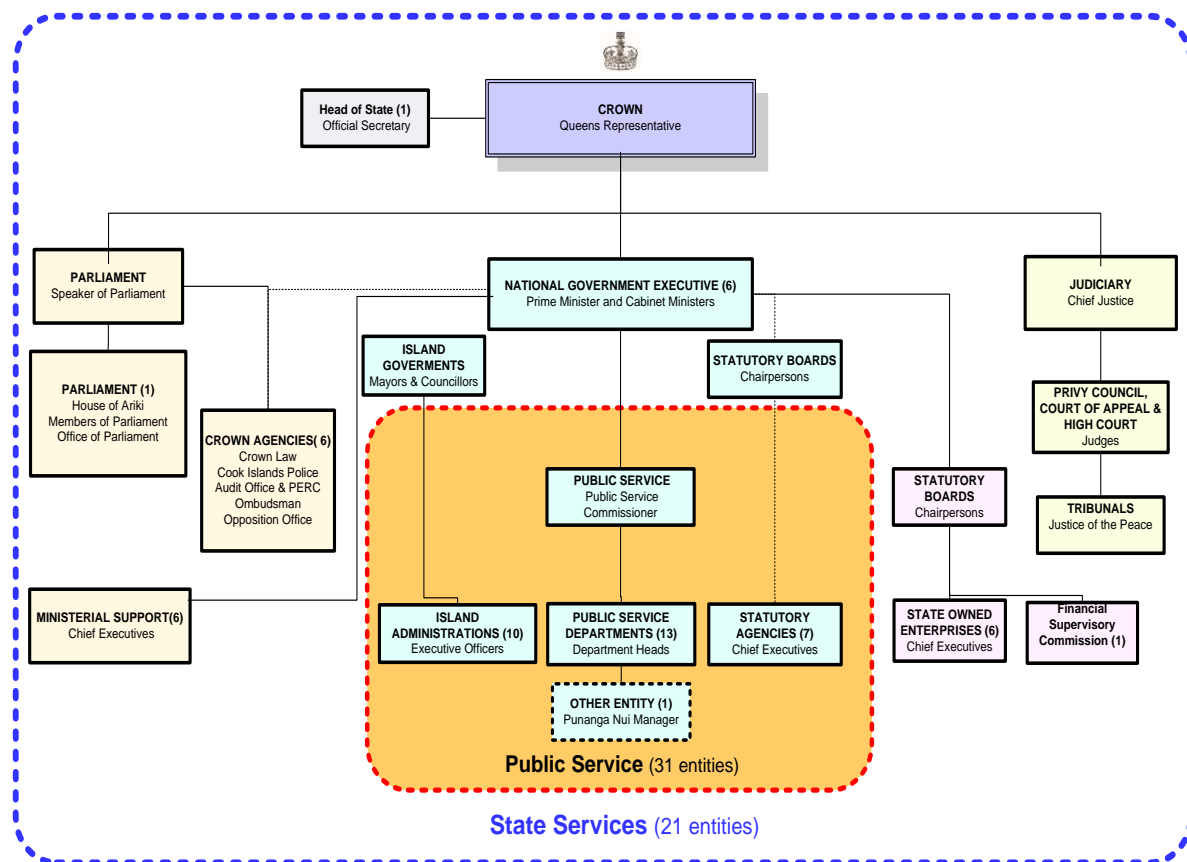 Head of State (1)
Official Secretary
CROWN
Queens Representative
PARLIAMENT
Speaker of Parliament
NATIONAL GOVERNMENT EXECUTIVE (6)
Prime Minister and Cabinet Ministers
JUDICIARY
Chief Justice
ISLAND
GOVERMENTS
Mayors & Councillors
STATUTORY BOARDS
Chairpersons
PARLIAMENT (1)
House of Ariki
Members of Parliament
Office of Parliament
CROWN AGENCIES( 6)
Crown Law
Cook Islands Police
Audit Office & PERC
Ombudsman
Opposition Office
PRIVY COUNCIL,
COURT OF APPEAL &
HIGH COURT
Judges
PUBLIC SERVICE
Public Service
Commissioner
STATUTORY
BOARDS
Chairpersons
TRIBUNALS
Justice of the Peace
MINISTERIAL SUPPORT(6)
Chief Executives
ISLAND
ADMINISTRATIONS (10)
Executive Officers
PUBLIC SERVICE
DEPARTMENTS (13)
Department Heads
STATUTORY
AGENCIES (7)
Chief Executives
STATE OWNED
ENTERPRISES (6)
Chief Executives
Financial
Supervisory
Commission (1)
OTHER ENTITY (1)
Punanga Nui Manager
Public Service (31 entities)
State Services (21 entities)